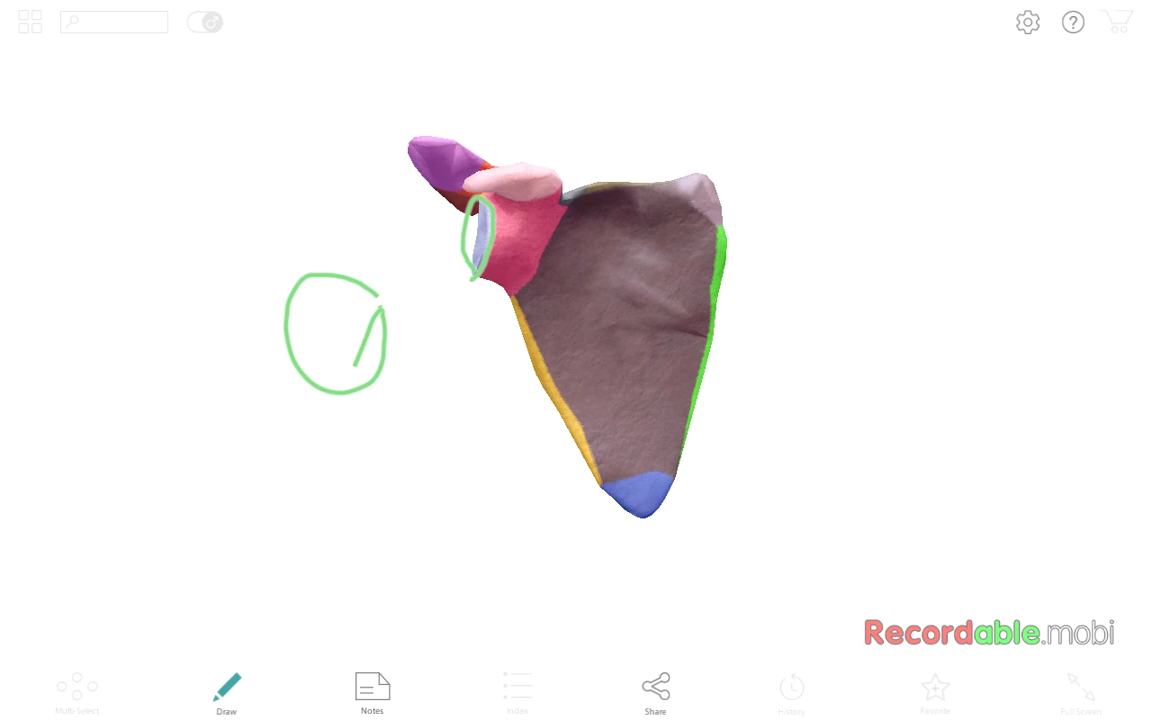 Recordable.mobi
Multi-Select
Draw
Notes
Index
Share
History
Favorite
Full Screen